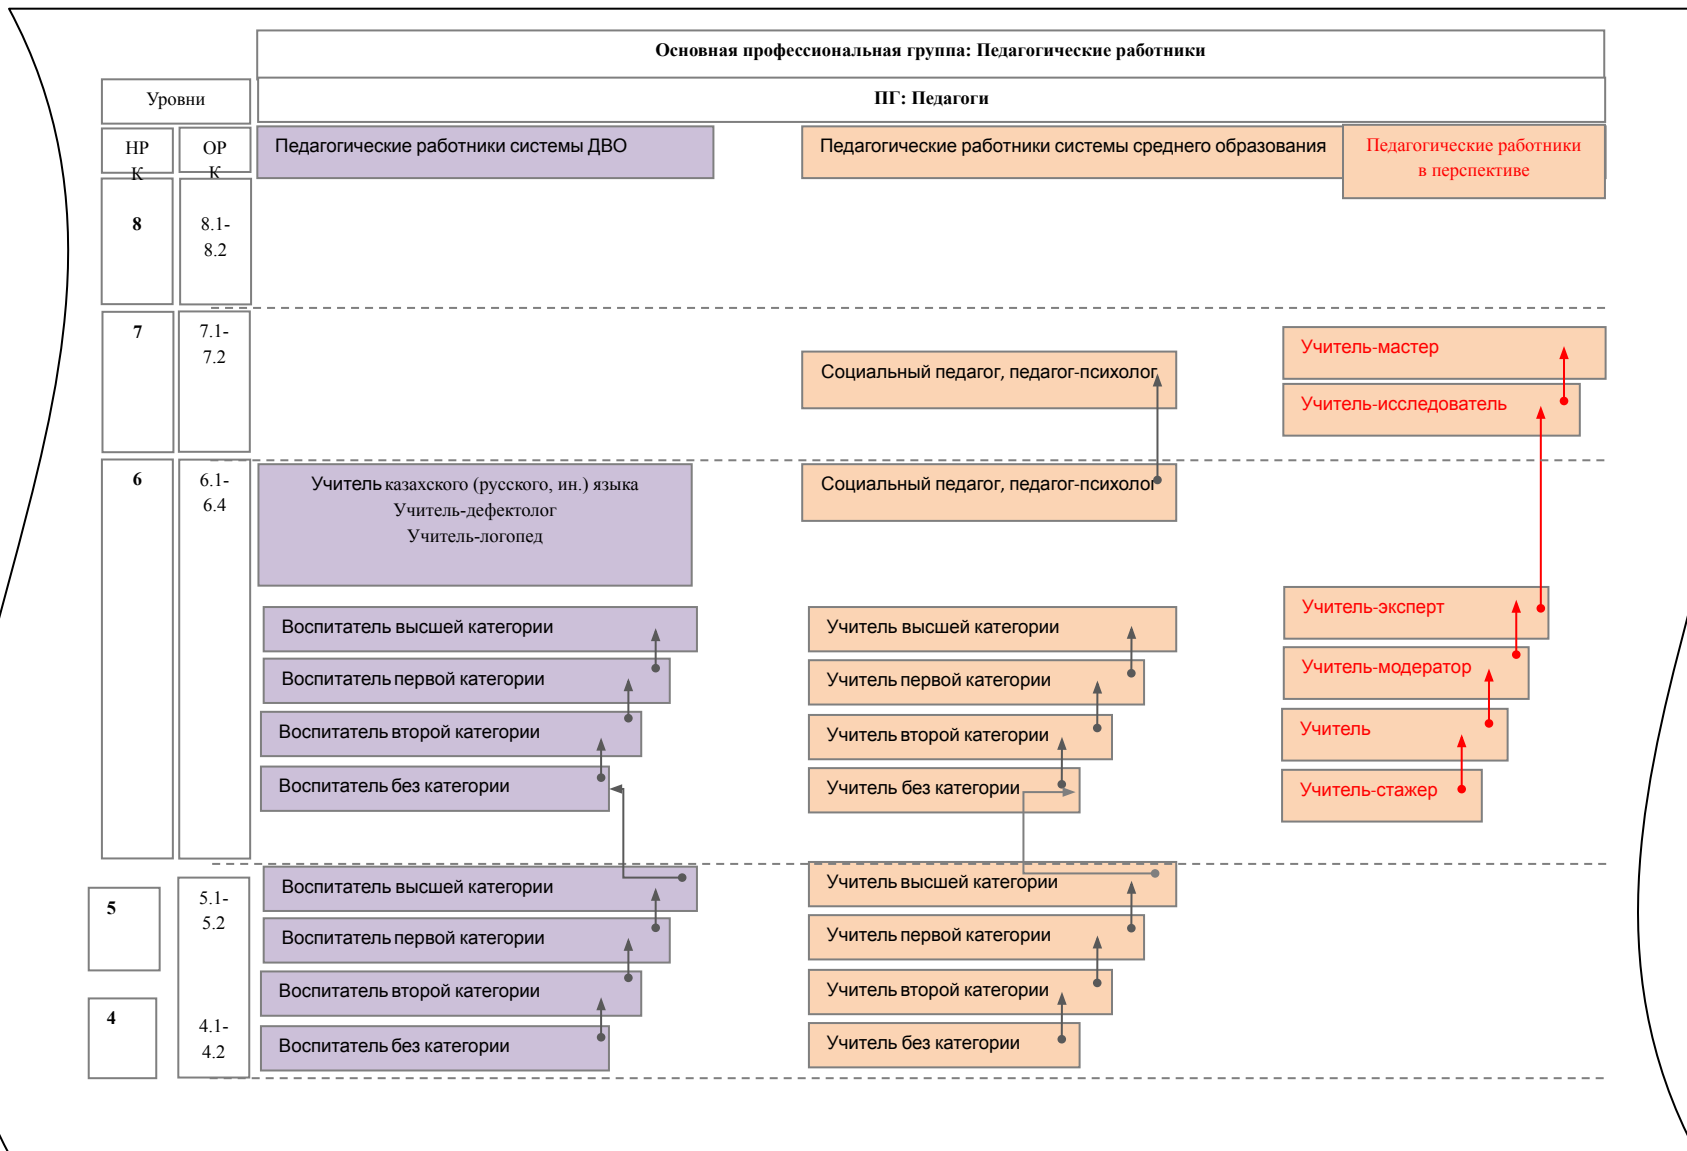 Основная профессиональная группа: Педагогические работники
Уровни
ПГ: Педагоги
НР
К
ОР
К
Педагогические работники системы ДВО
Педагогические работники системы среднего образования
Педагогические работники
в перспективе
8
8.1-
8.2
7
7.1-
7.2
Социальный педагог, педагог-психолог
Учитель-мастер
Учитель-исследователь
6
6.1-
6.4
Учитель казахского (русского, ин.) языка
Учитель-дефектолог
Учитель-логопед
Социальный педагог, педагог-психолог
Воспитатель высшей категории
Учитель высшей категории
Учитель-эксперт
Воспитатель первой категории
Учитель первой категории
Учитель-модератор
Воспитатель второй категории
Учитель второй категории
Учитель
Воспитатель без категории
Учитель без категории
Учитель-стажер
5
5.1-
5.2
Воспитатель высшей категории
Учитель высшей категории
Воспитатель первой категории
Учитель первой категории
Воспитатель второй категории
Учитель второй категории
4
4.1-
4.2
Воспитатель без категории
Учитель без категории